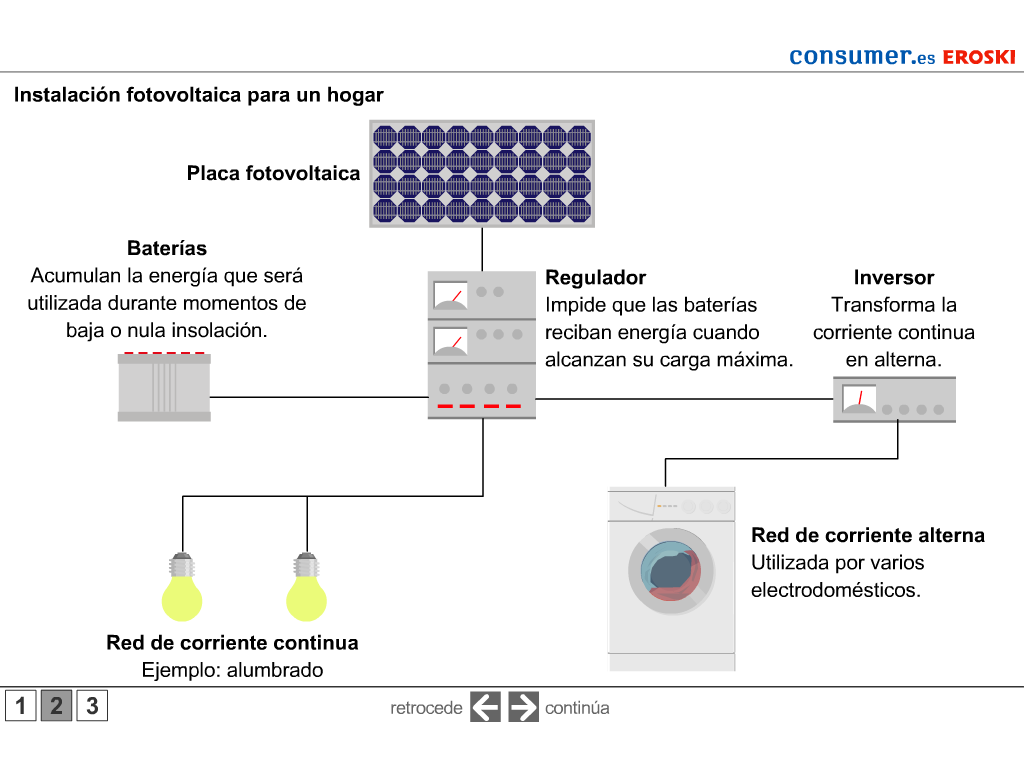 consumer.es EROSKI
Instalación fotovoltaica para un hogar
Placa fotovoltaica
Baterías
Acumulan la energía que será
utilizada durante momentos de
baja o nula insolación.
Regulador
Impide que las baterías
reciban energía cuando
alcanzan su carga máxima.
Inversor
Transforma la
corriente continua
en alterna.
Red de corriente alterna
Utilizada por varios
electrodomésticos.
Red de corriente continua
Ejemplo: alumbrado
1 2 3
retrocede continúa